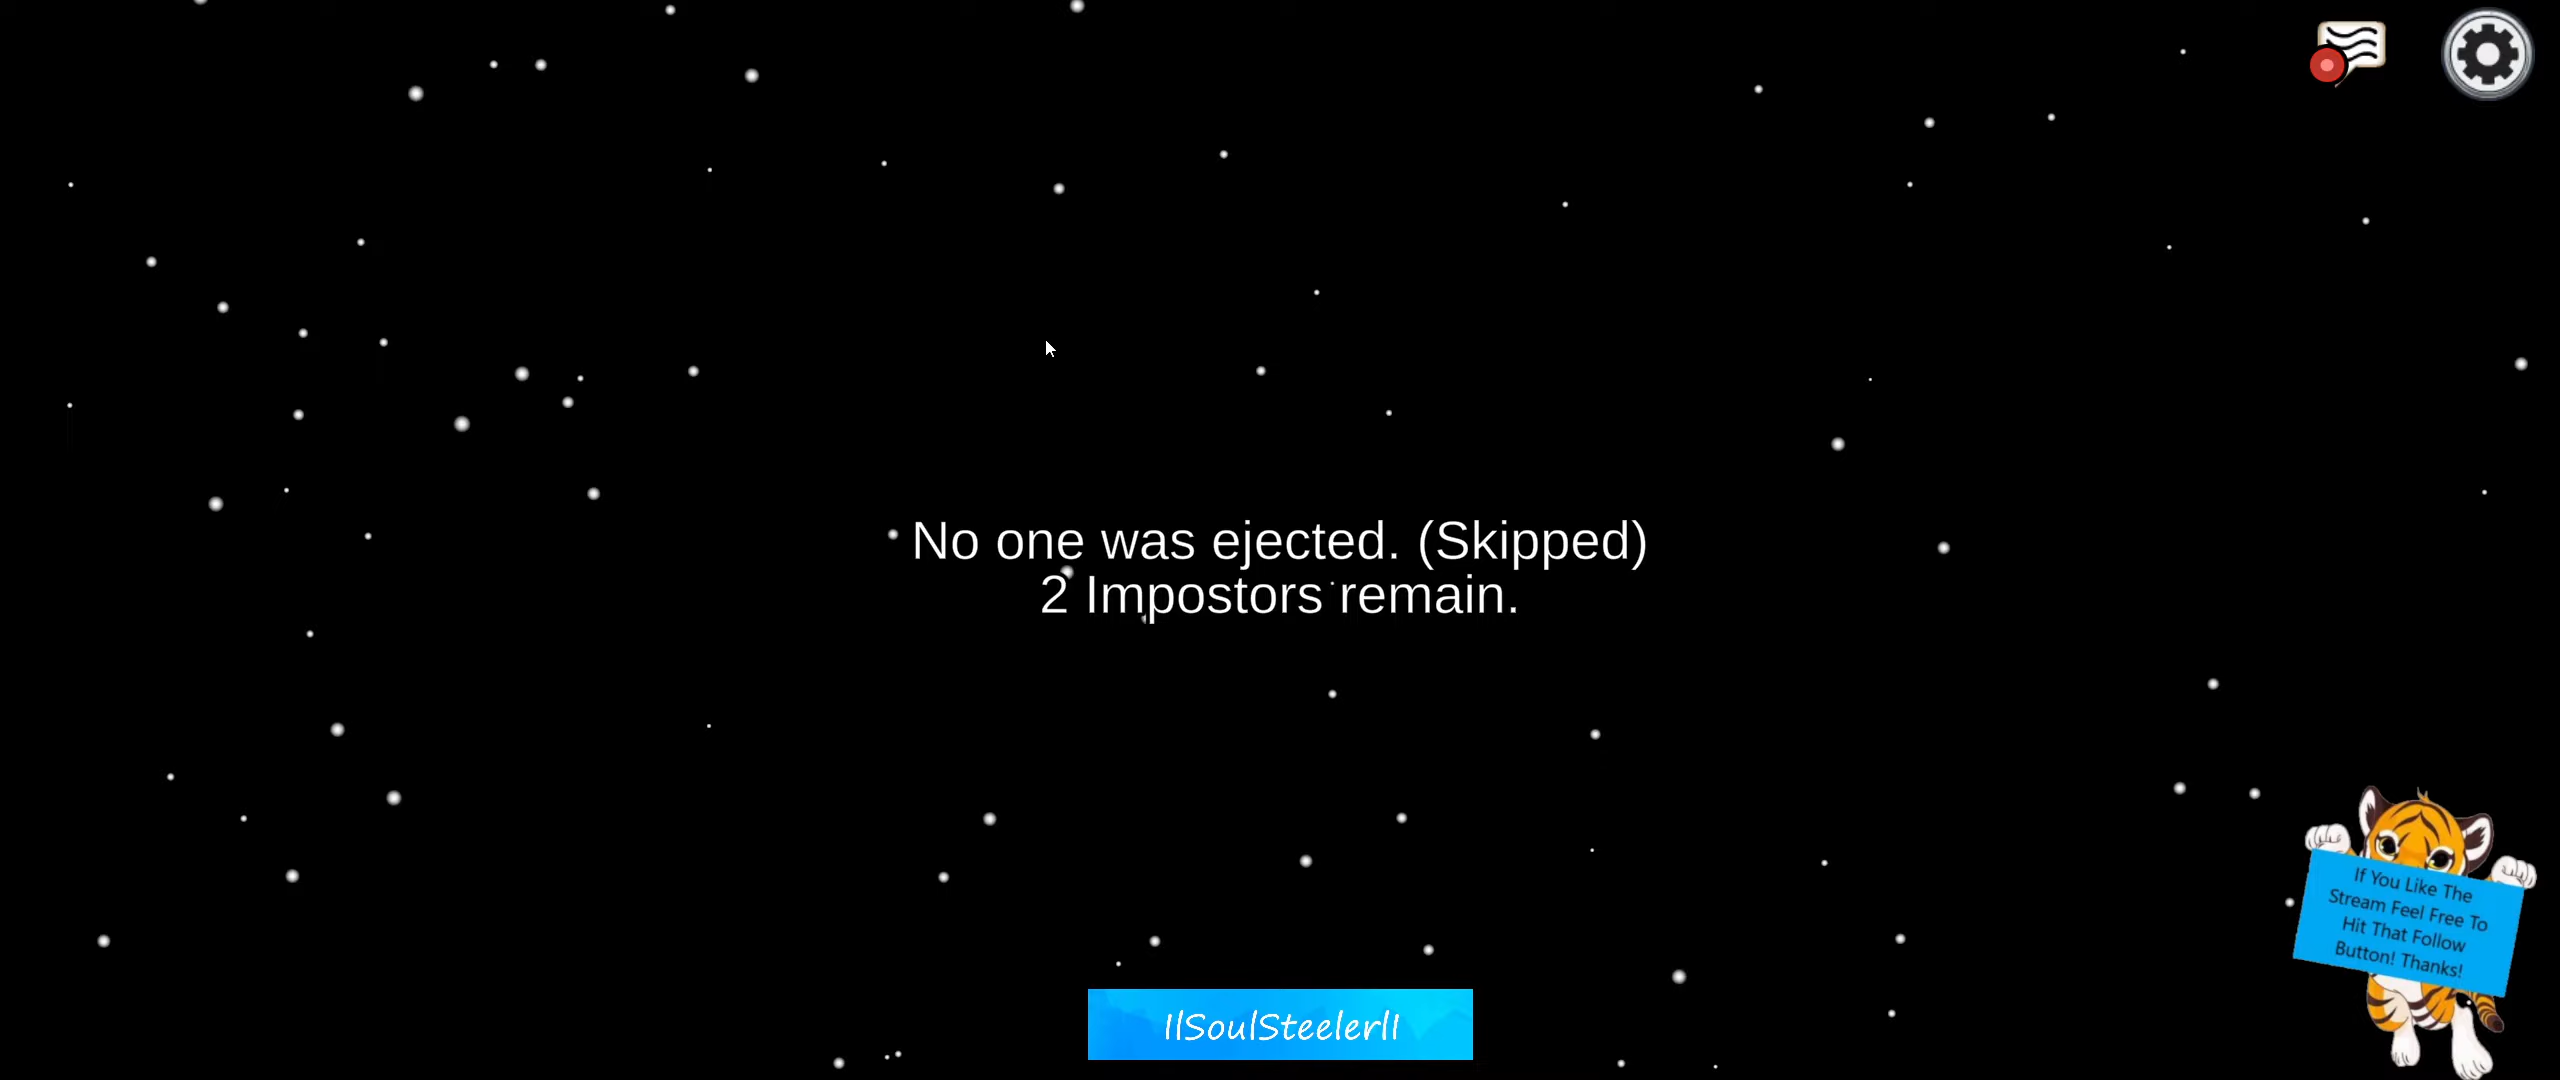 No one was ejected. (Skipped)
2 Impostors remain.
If You Like The
Stream Feel Free To
Hit That Follow
Button! Thanks!
IlSoulSteelerlI